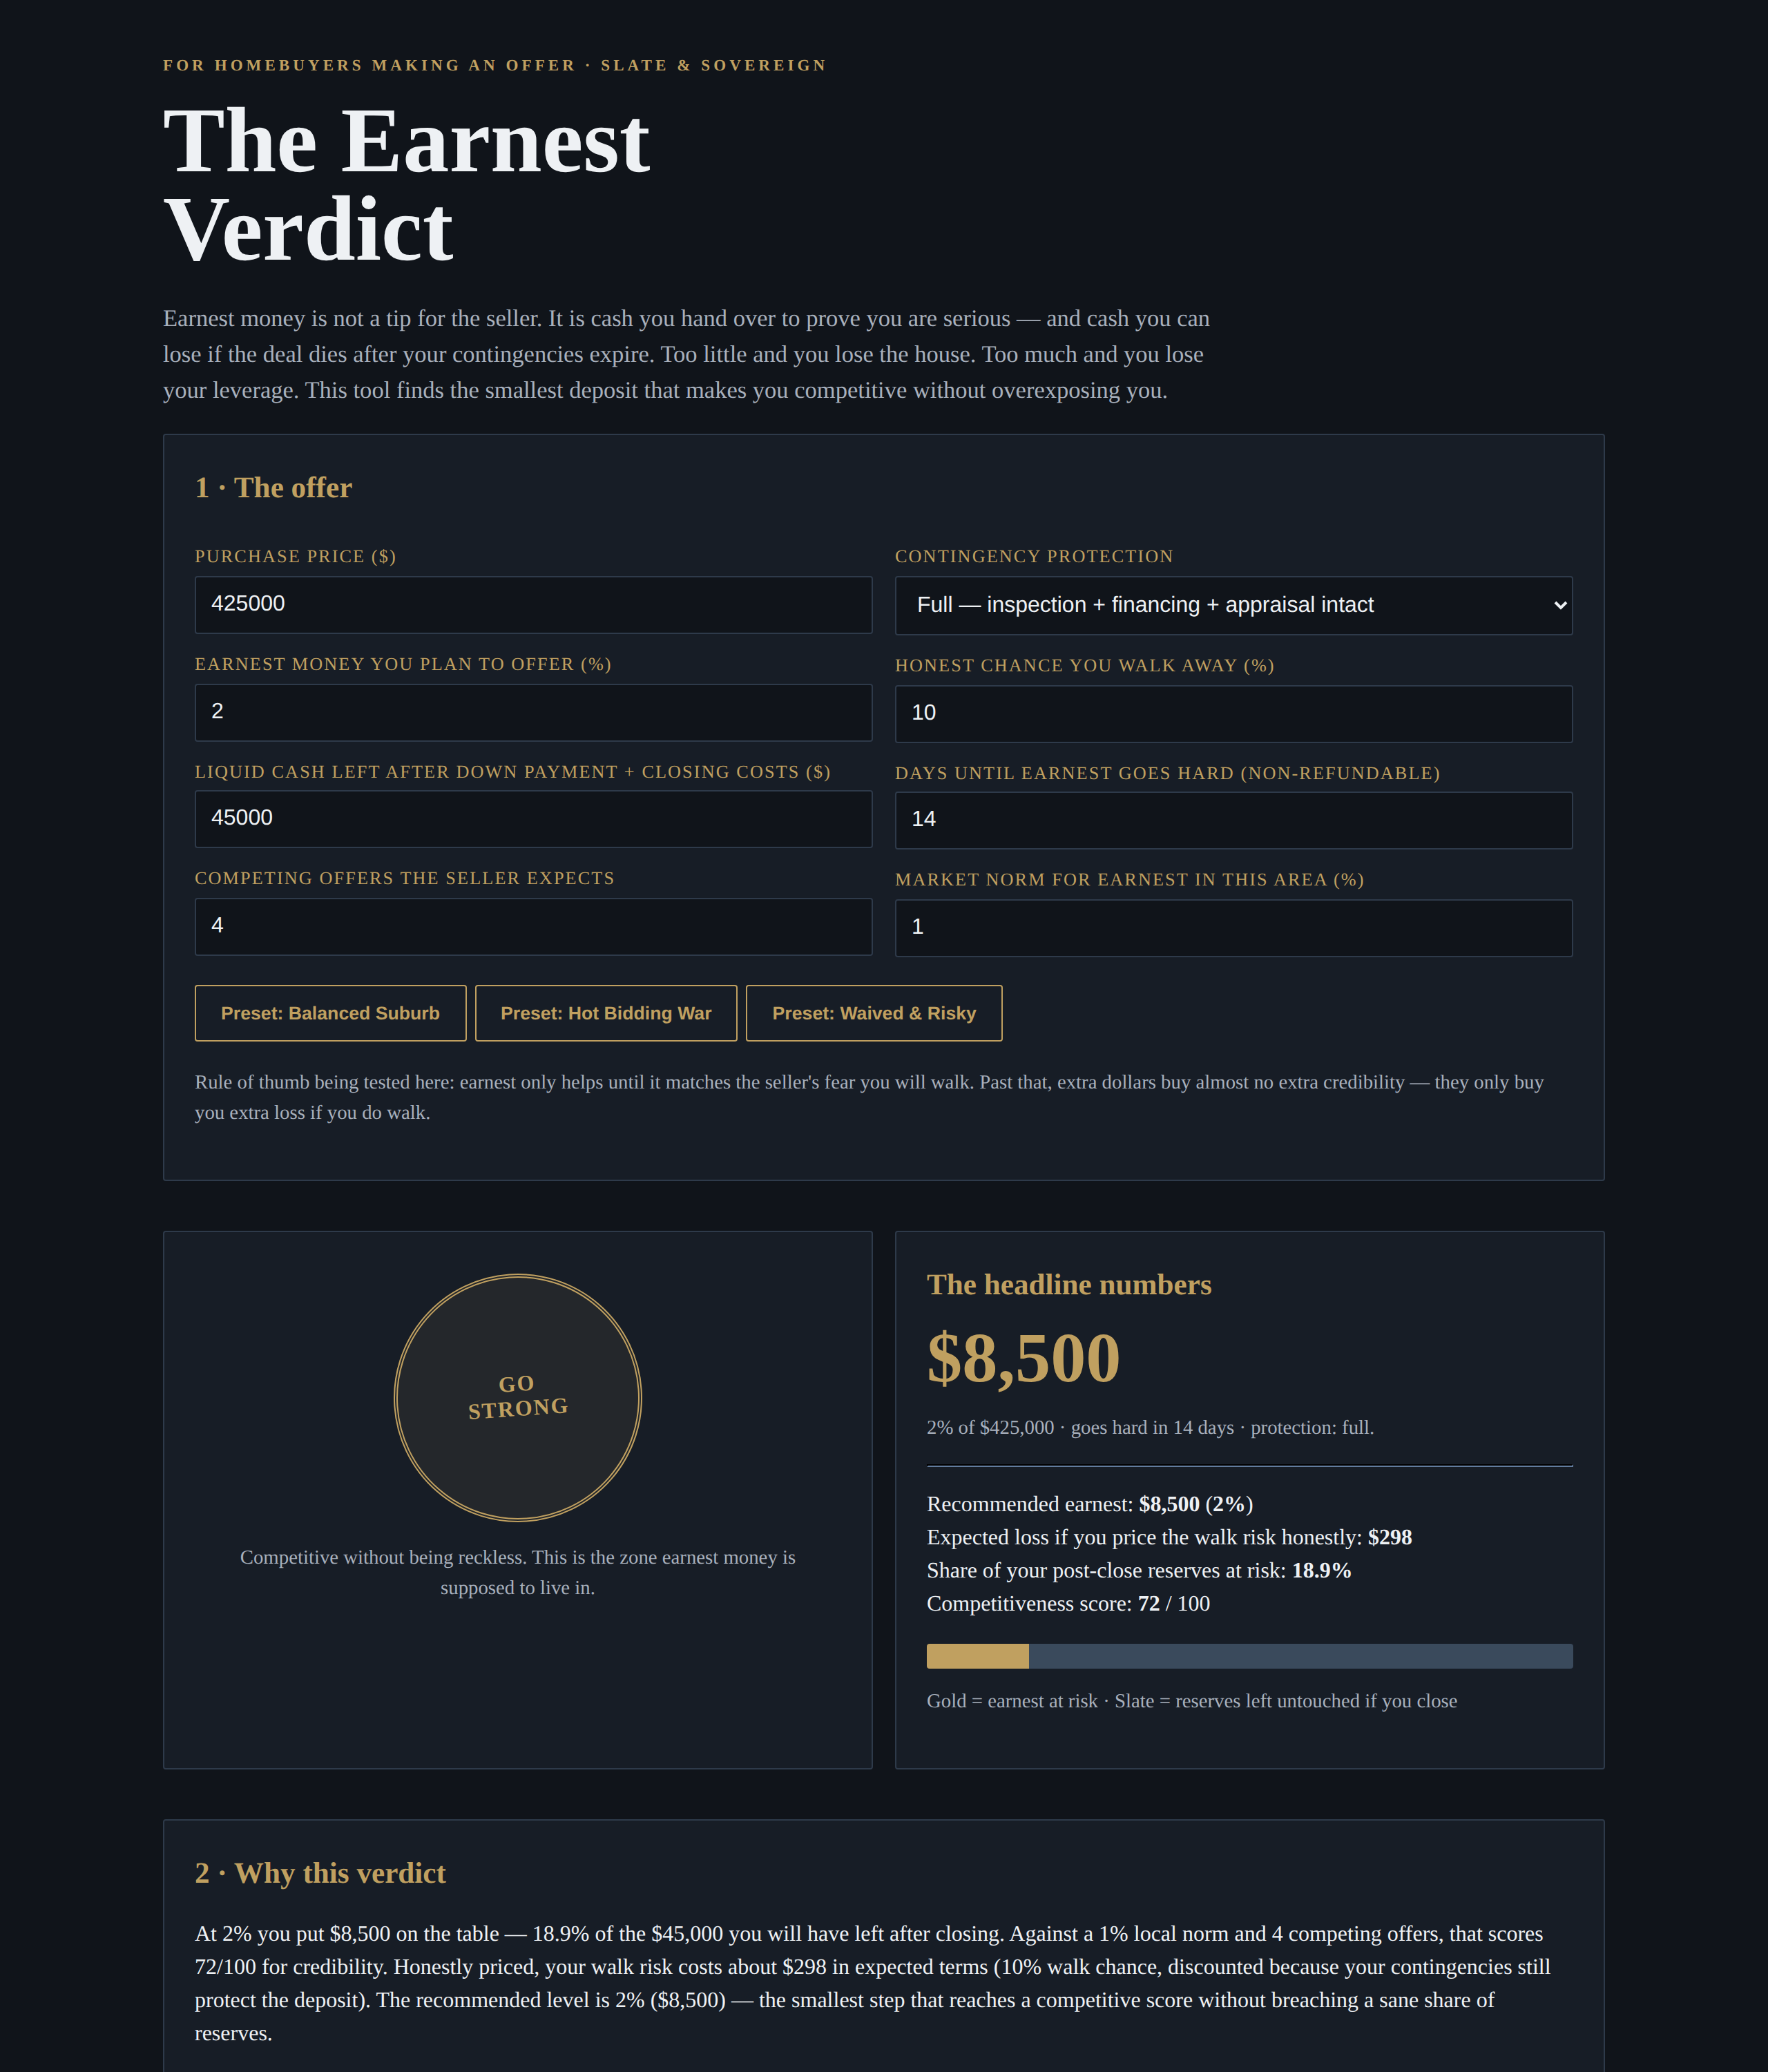 FOR HOMEBUYERS MAKING AN OFFER · SLATE & SOVEREIGN
The Earnest
Verdict
Earnest money is not a tip for the seller. It is cash you hand over to prove you are serious — and cash you can
lose if the deal dies after your contingencies expire. Too little and you lose the house. Too much and you lose
your leverage. This tool finds the smallest deposit that makes you competitive without overexposing you.
1 · The offer
PURCHASE PRICE ($)
425000
EARNEST MONEY YOU PLAN TO OFFER (%)
2
LIQUID CASH LEFT AFTER DOWN PAYMENT + CLOSING COSTS ($)
45000
COMPETING OFFERS THE SELLER EXPECTS
4
CONTINGENCY PROTECTION
Full — inspection + financing + appraisal intact
HONEST CHANCE YOU WALK AWAY (%)
10
DAYS UNTIL EARNEST GOES HARD (NON-REFUNDABLE)
14
MARKET NORM FOR EARNEST IN THIS AREA (%)
1
Preset: Balanced Suburb
Preset: Hot Bidding War
Preset: Waived & Risky
Rule of thumb being tested here: earnest only helps until it matches the seller's fear you will walk. Past that, extra dollars buy almost no extra credibility — they only buy
you extra loss if you do walk.
GO
STRONG
Competitive without being reckless. This is the zone earnest money is
supposed to live in.
The headline numbers
$8,500
2% of $425,000 · goes hard in 14 days · protection: full.
Recommended earnest: $8,500 (2%)
Expected loss if you price the walk risk honestly: $298
Share of your post-close reserves at risk: 18.9%
Competitiveness score: 72 / 100
Gold = earnest at risk · Slate = reserves left untouched if you close
2 · Why this verdict
At 2% you put $8,500 on the table — 18.9% of the $45,000 you will have left after closing. Against a 1% local norm and 4 competing offers, that scores
72/100 for credibility. Honestly priced, your walk risk costs about $298 in expected terms (10% walk chance, discounted because your contingencies still
protect the deposit). The recommended level is 2% ($8,500) — the smallest step that reaches a competitive score without breaching a sane share of
reserves.